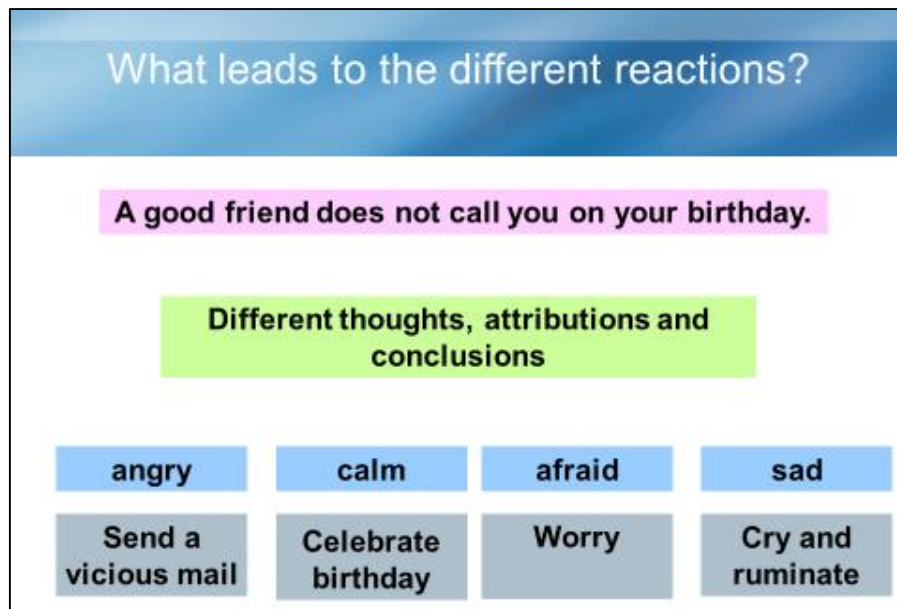 What leads to the different reactions?
A good friend does not call you on your birthday.
Different thoughts, attributions and
conclusions
angry
calm
afraid
sad
Send a
vicious mail
Celebrate
birthday
Worry
Cry and
ruminate